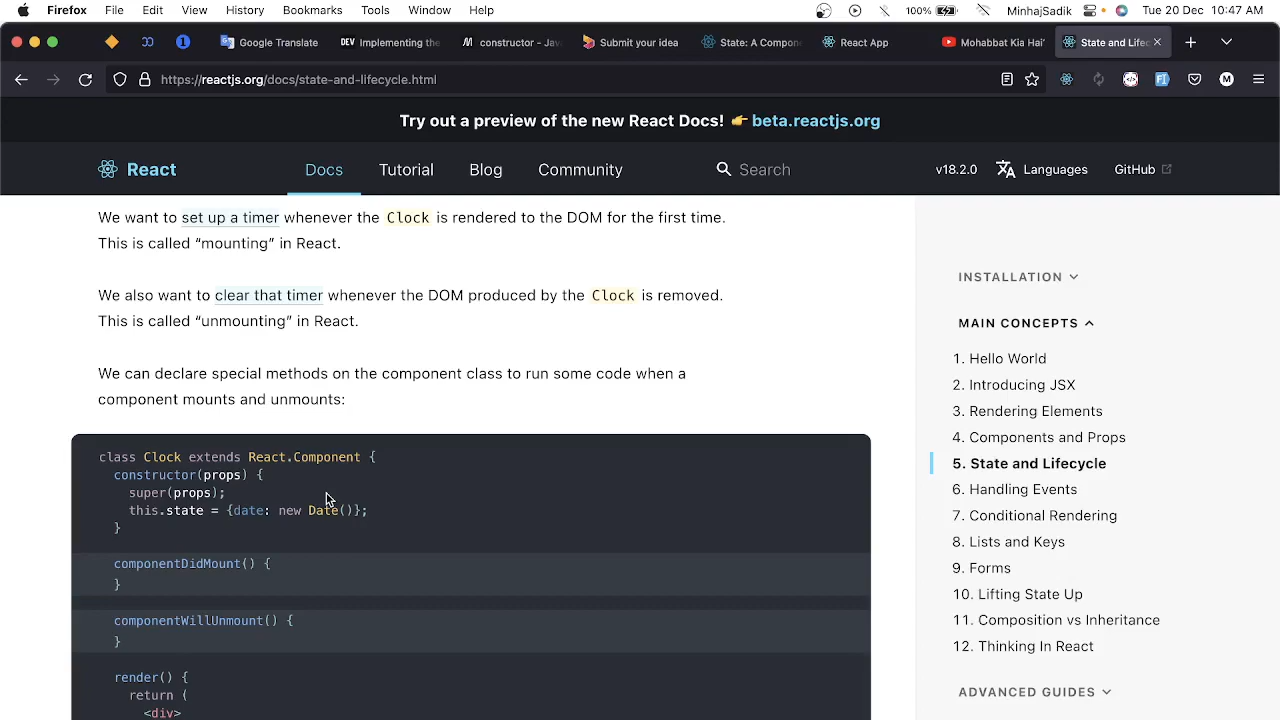 Firefox File Edit View History Bookmarks Tools Window Help 100% MinhajSadik Tue 20 Dec 10:47 AM
Google Translate DEV Implementing the constructor - Jav Submit your idea State: A Compon React App Mohabbat Kia Hai' State and Lifec
https://reactjs.org/docs/state-and-lifecycle.html
Try out a preview of the new React Docs! 👉 beta.reactjs.org
React Docs Tutorial Blog Community Search v18.2.0 Languages GitHub
We want to set up a timer whenever the Clock is rendered to the DOM for the first time.
This is called “mounting” in React.
We also want to clear that timer whenever the DOM produced by the Clock is removed.
This is called “unmounting” in React.
We can declare special methods on the component class to run some code when a
component mounts and unmounts:
class Clock extends React.Component {
constructor(props) {
super(props);
this.state = {date: new Date()};
}
componentDidMount() {
}
componentWillUnmount() {
}
render() {
return (
<div>
INSTALLATION
MAIN CONCEPTS
1. Hello World
2. Introducing JSX
3. Rendering Elements
4. Components and Props
5. State and Lifecycle
6. Handling Events
7. Conditional Rendering
8. Lists and Keys
9. Forms
10. Lifting State Up
11. Composition vs Inheritance
12. Thinking In React
ADVANCED GUIDES